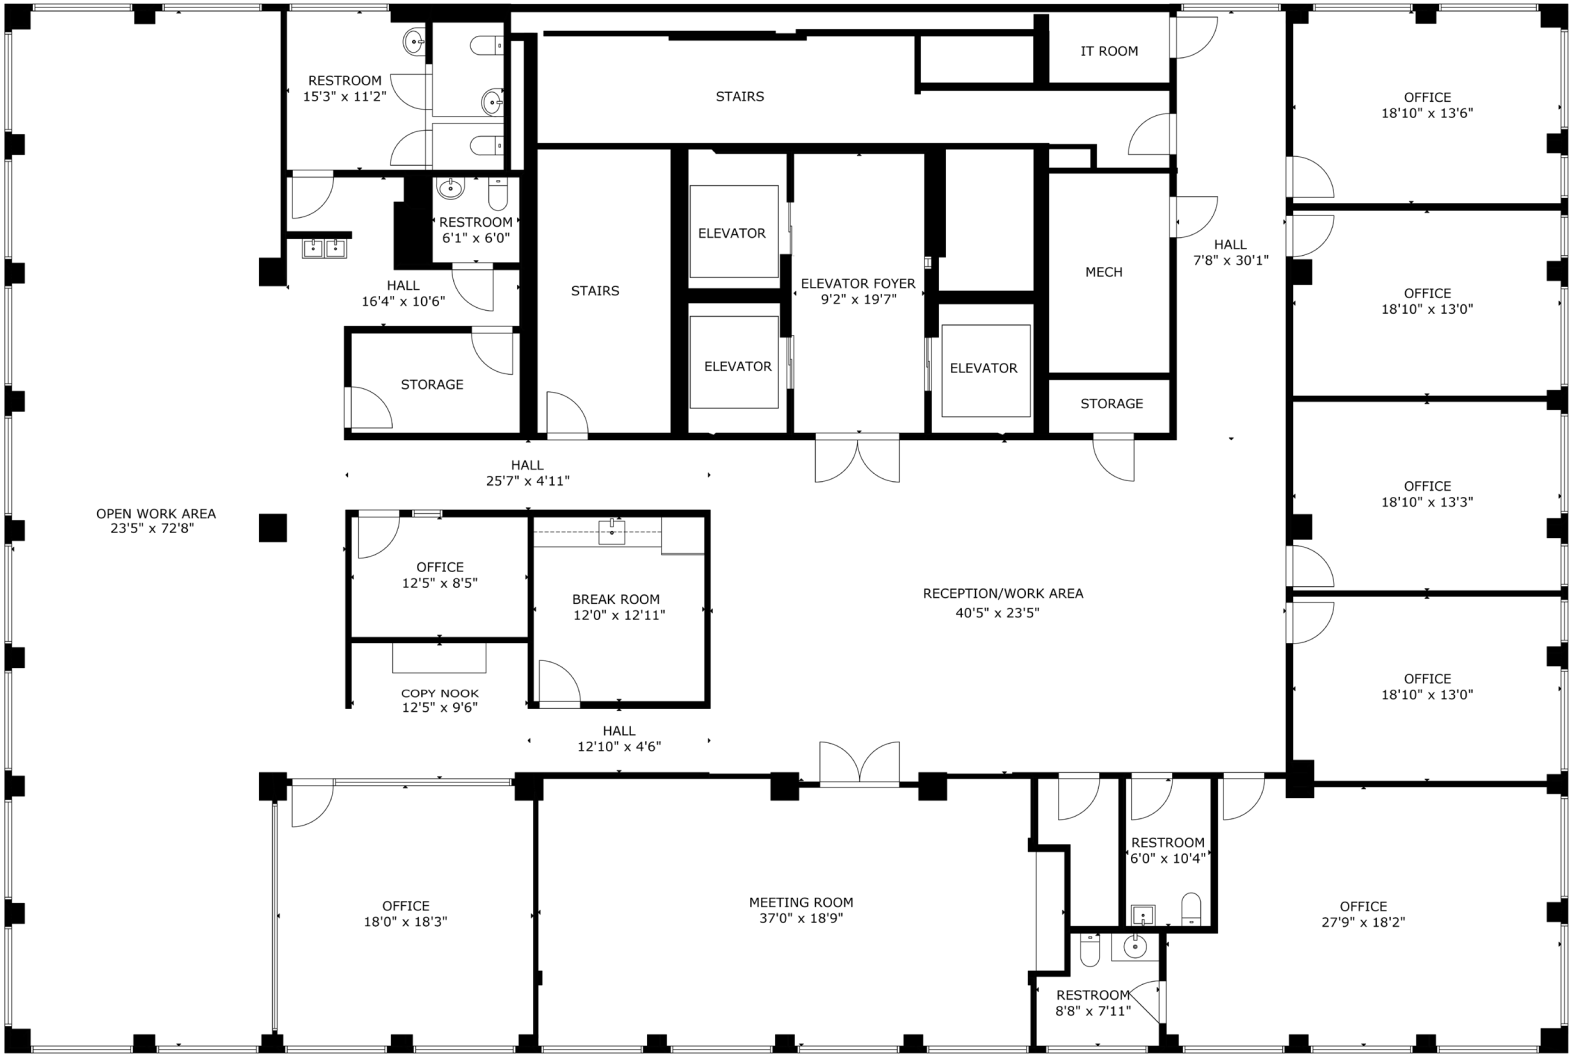 IT ROOM
RESTROOM
15'3" x 11'2"
STAIRS
OFFICE
18'10" x 13'6"
RESTROOM
6'1" x 6'0"
ELEVATOR
HALL
7'8" x 30'1"
HALL
16'4" x 10'6"
STAIRS
ELEVATOR FOYER
9'2" x 19'7"
MECH
OFFICE
18'10" x 13'0"
STORAGE
ELEVATOR
ELEVATOR
STORAGE
HALL
25'7" x 4'11"
OFFICE
18'10" x 13'3"
OPEN WORK AREA
23'5" x 72'8"
OFFICE
12'5" x 8'5"
BREAK ROOM
12'0" x 12'11"
RECEPTION/WORK AREA
40'5" x 23'5"
COPY NOOK
12'5" x 9'6"
OFFICE
18'10" x 13'0"
HALL
12'10" x 4'6"
RESTROOM
6'0" x 10'4"
OFFICE
18'0" x 18'3"
MEETING ROOM
37'0" x 18'9"
OFFICE
27'9" x 18'2"
RESTROOM
8'8" x 7'11"